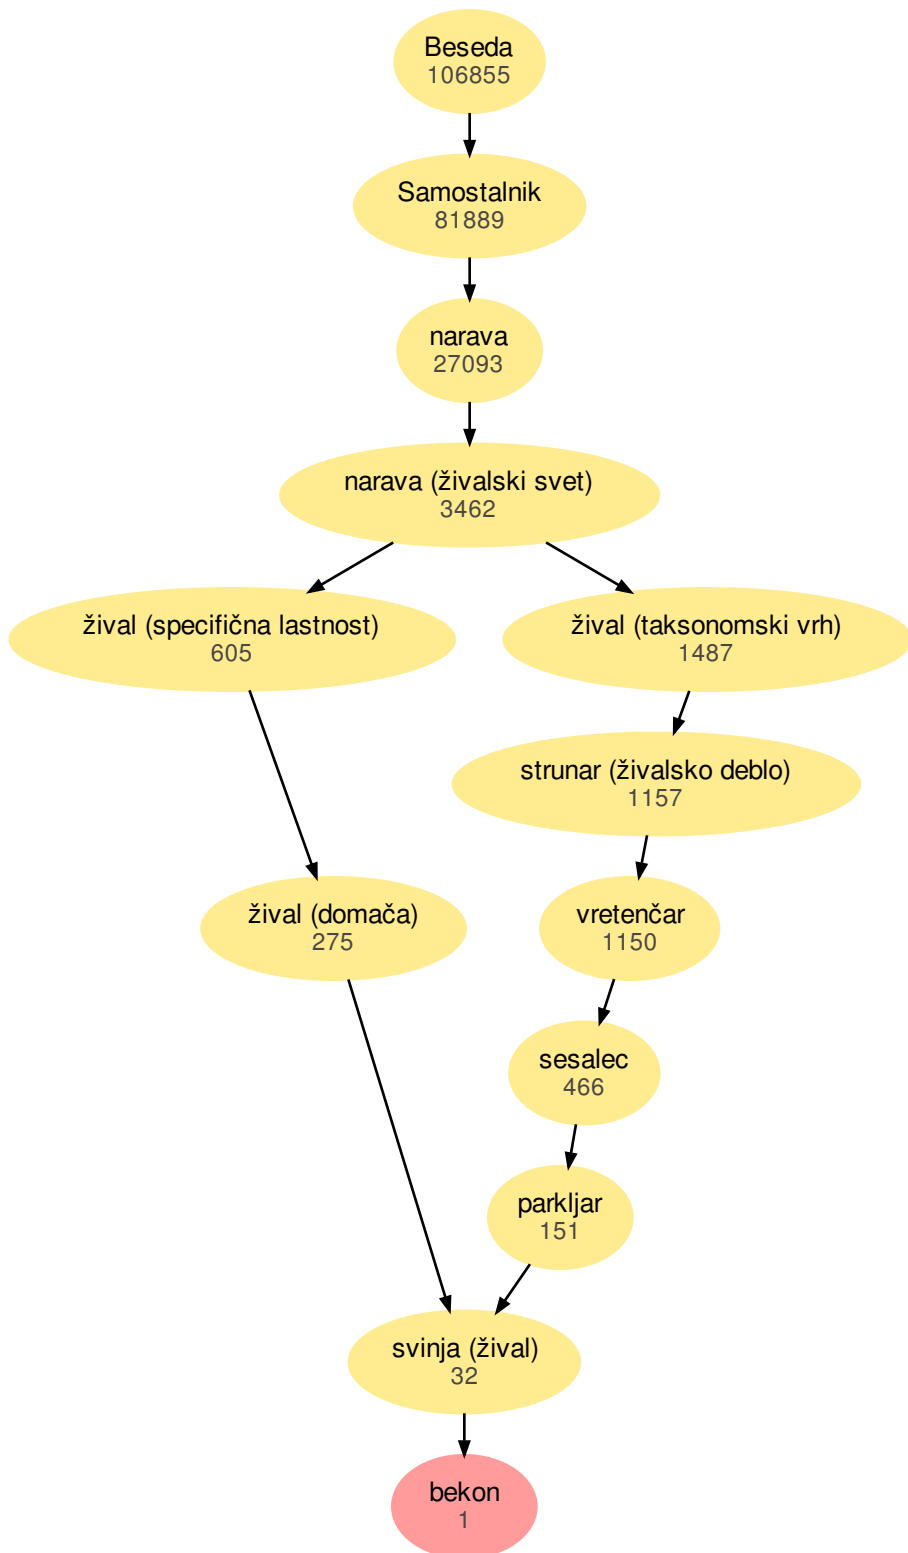 Beseda
106855
Samostalnik
81889
narava
27093
narava (živalski svet)
3462
žival (specifična lastnost)
605
žival (taksonomski vrh)
1487
strunar (živalsko deblo)
1157
žival (domača)
275
vretenčar
1150
sesalec
466
parkljar
151
svinja (žival)
32
bekon
1